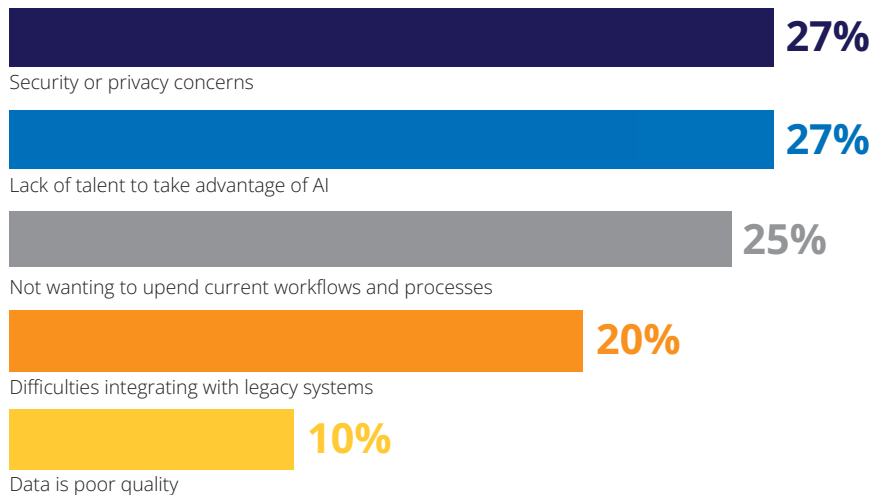 27%
Security or privacy concerns
27%
Lack of talent to take advantage of AI
25%
Not wanting to upend current workflows and processes
20%
Difficulties integrating with legacy systems
10%
Data is poor quality